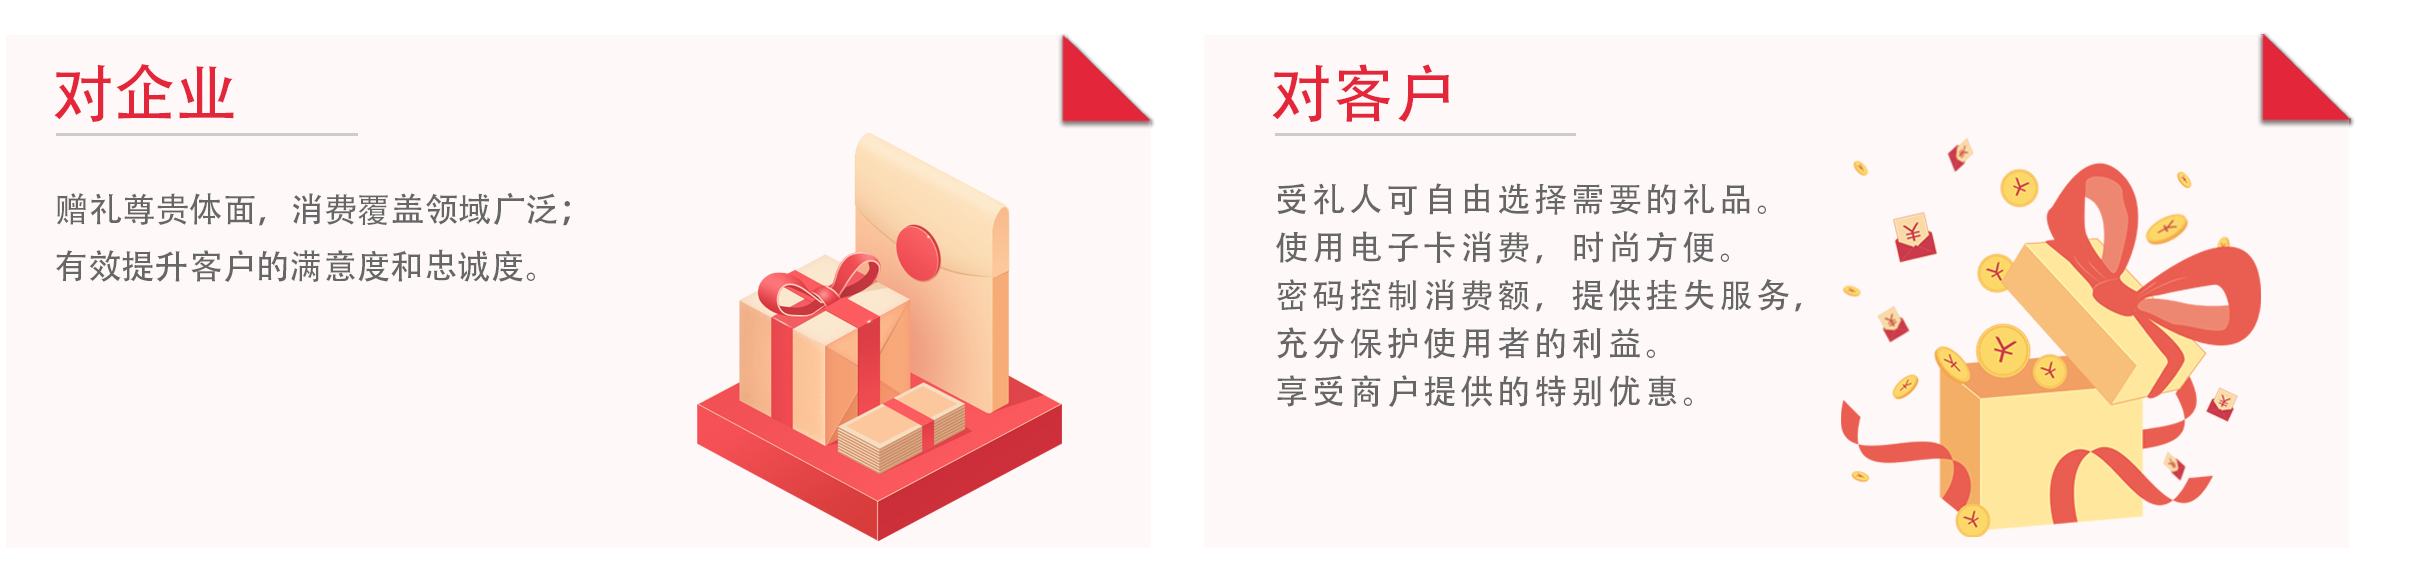 对企业
赠礼尊贵体面，消费覆盖领域广泛；
有效提升客户的满意度和忠诚度。
对客户
受礼人可自由选择需要的礼品。
使用电子卡消费，时尚方便。
密码控制消费额，提供挂失服务，
充分保护使用者的利益。
享受商户提供的特别优惠。